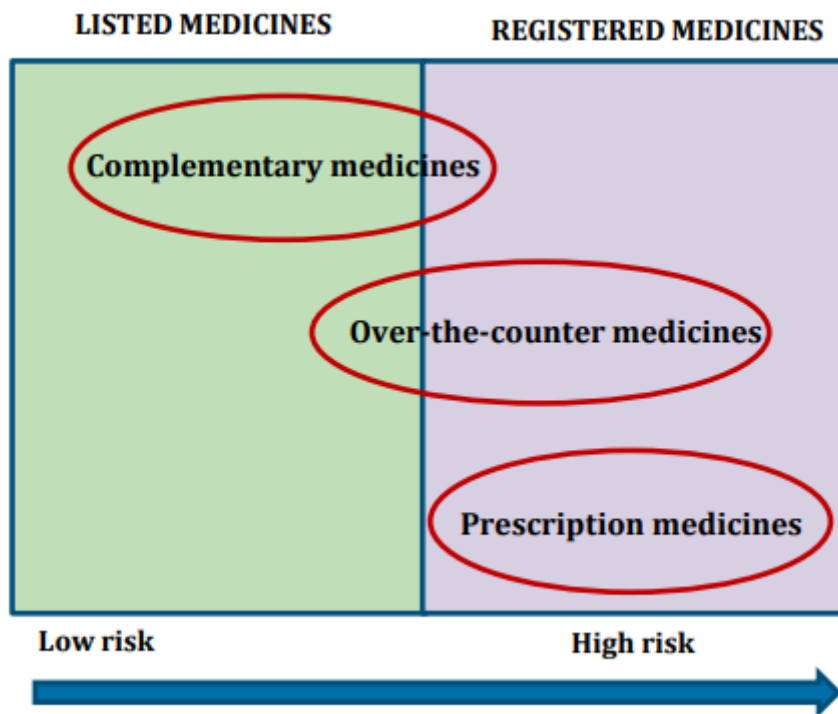 LISTED MEDICINES
REGISTERED MEDICINES
Complementary medicines
Over-the-counter medicines
Prescription medicines
Low risk
High risk